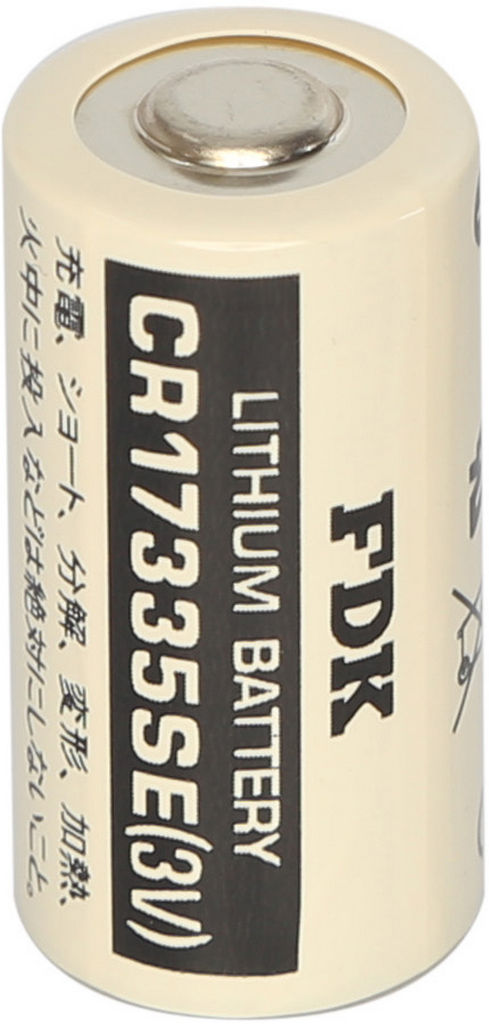 FDK
LITHIUM BATTERY
CR17335SE(3V)
充電、ショート、分解、変形、加熱、
火中に投入などは絶対にしないこと。